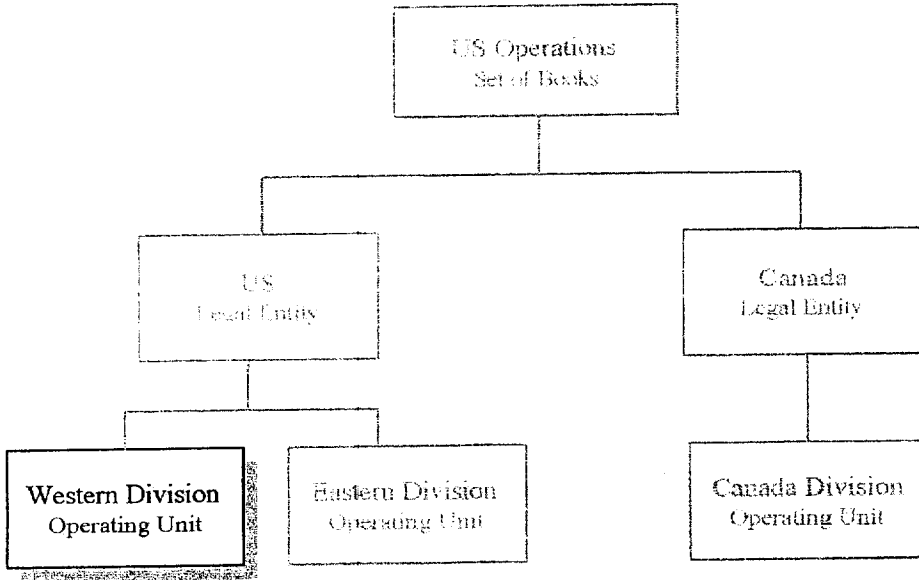 US Operations
Set of Books
US
Legal Entity
Canada
Legal Entity
Western Division
Operating Unit
Eastern Division
Operating Unit
Canada Division
Operating Unit